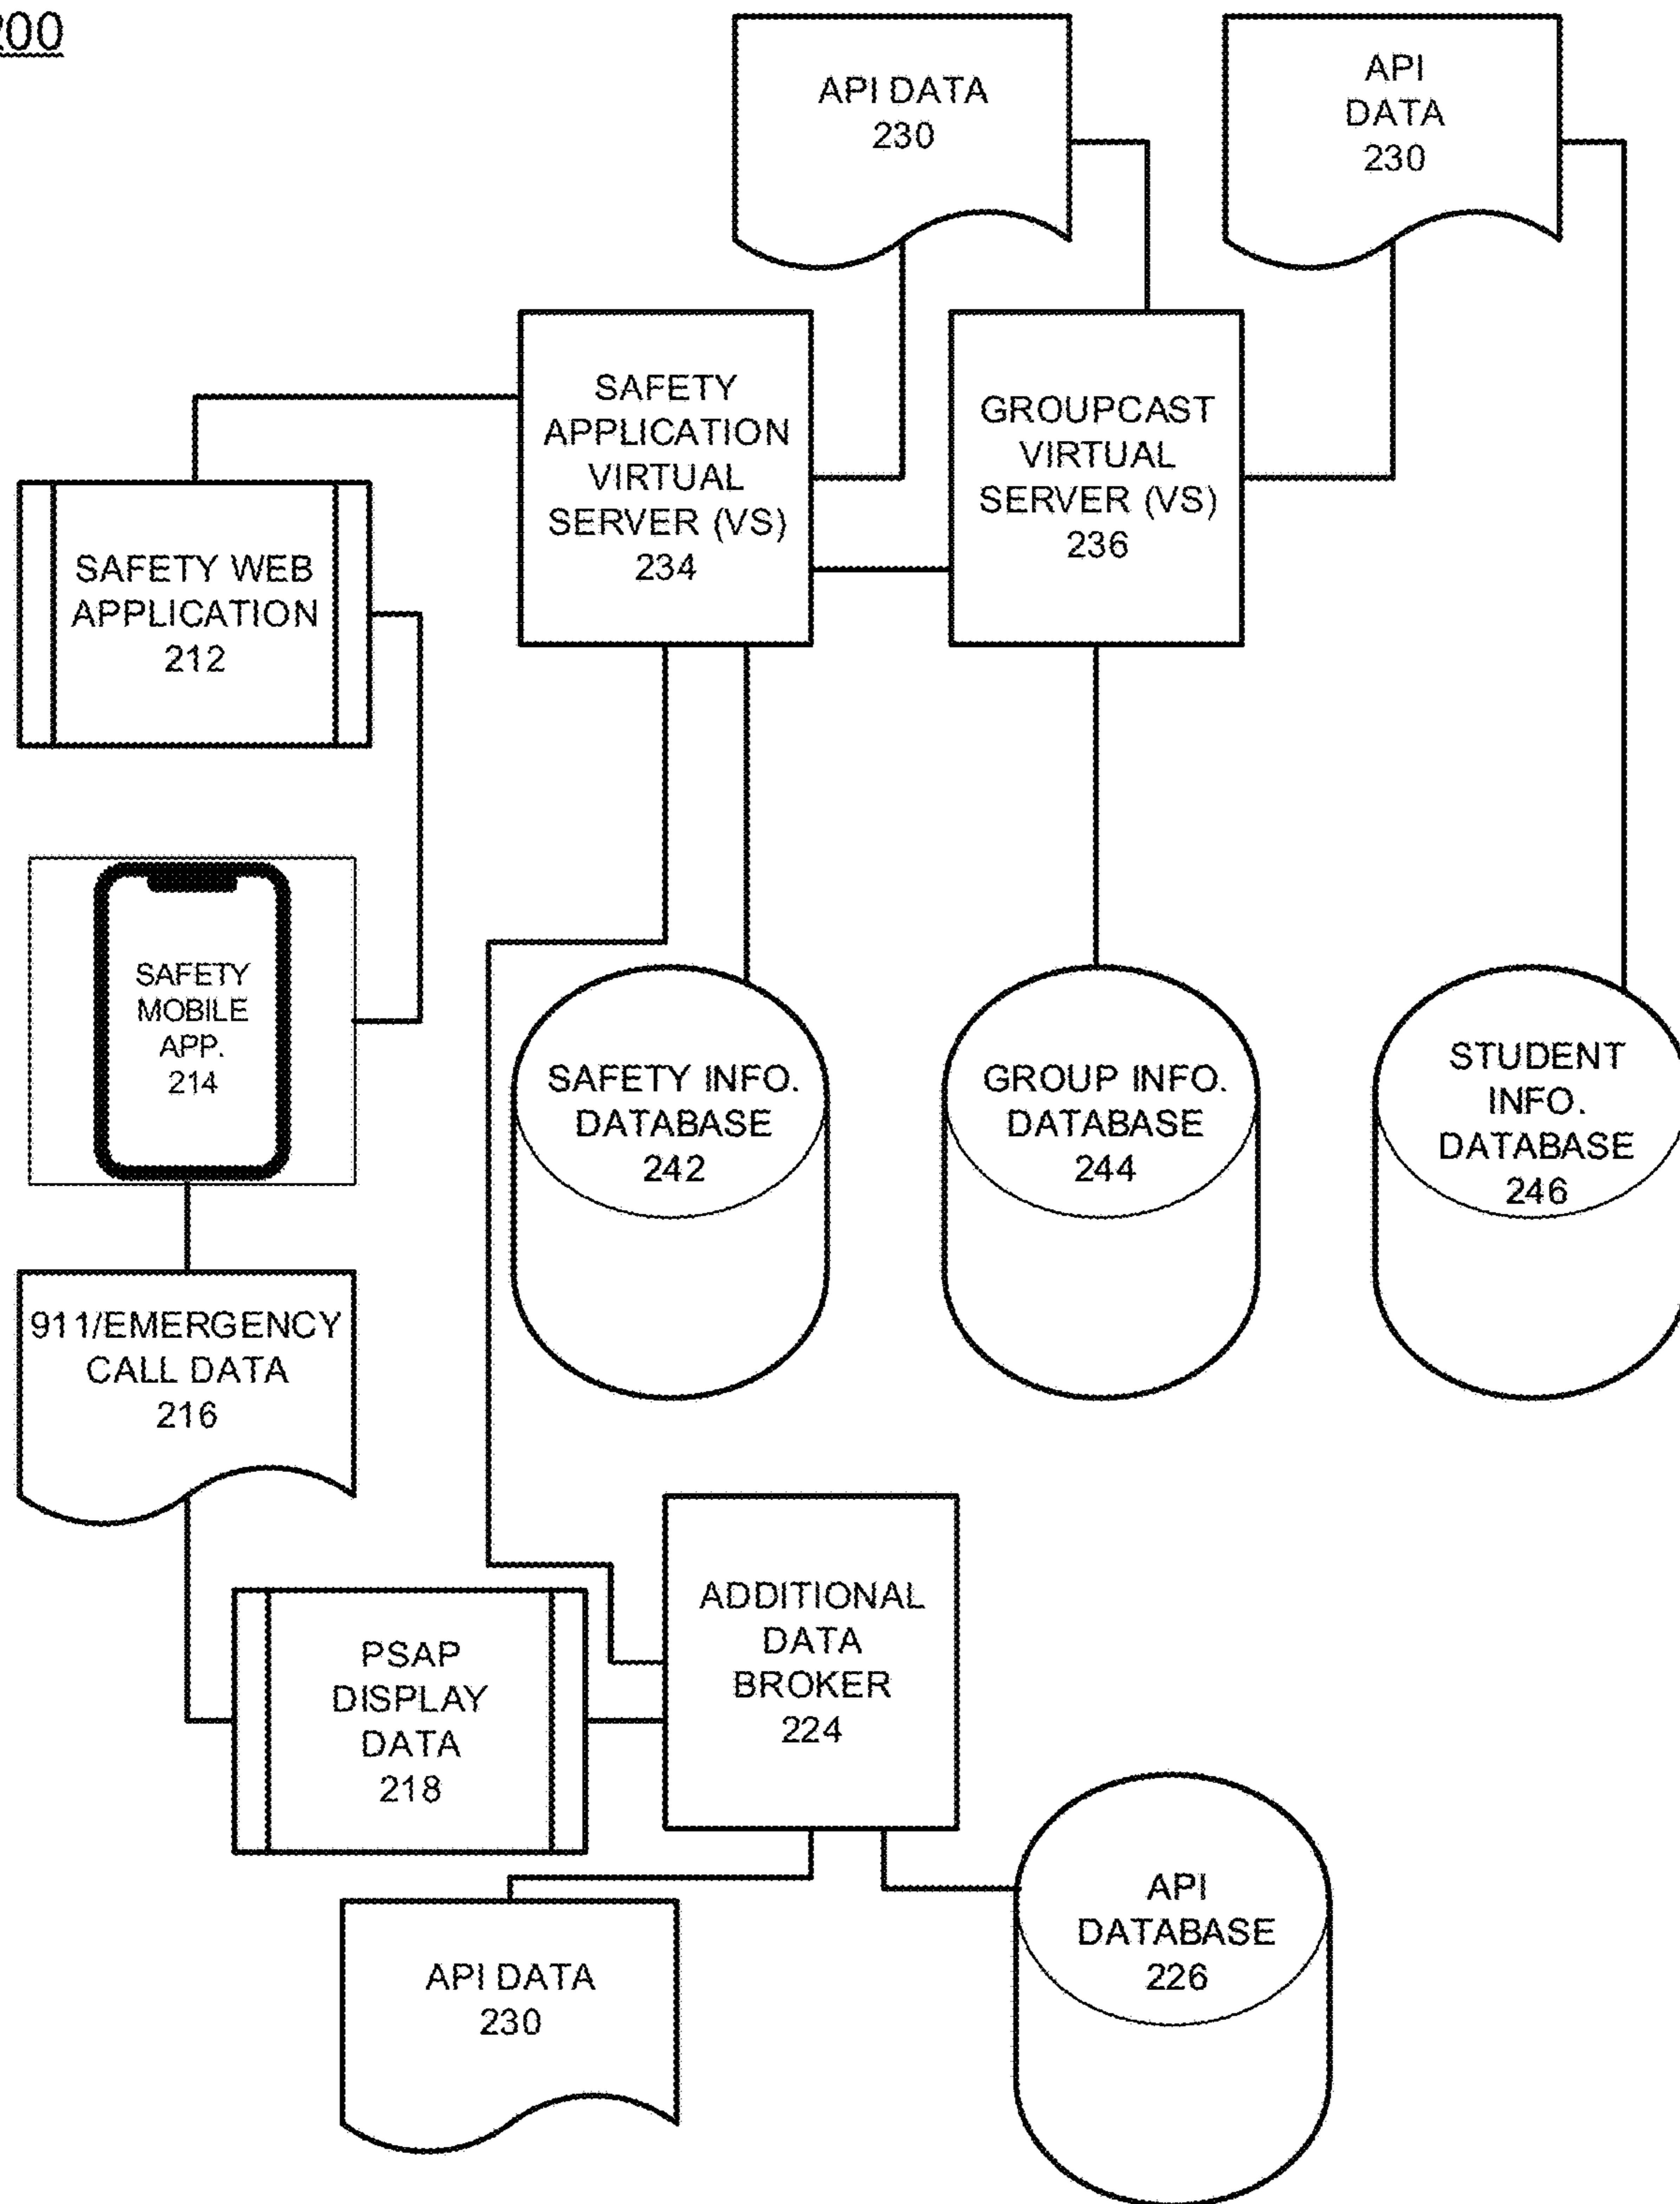 200
API DATA
230
API
DATA
230
SAFETY
APPLICATION
VIRTUAL
SERVER (VS)
234
GROUPCAST
VIRTUAL
SERVER (VS)
236
SAFETY WEB
APPLICATION
212
SAFETY
MOBILE
APP.
214
SAFETY INFO.
DATABASE
242
GROUP INFO.
DATABASE
244
STUDENT
INFO.
DATABASE
246
911/EMERGENCY
CALL DATA
216
ADDITIONAL
DATA
BROKER
224
PSAP
DISPLAY
DATA
218
API
DATABASE
226
API DATA
230